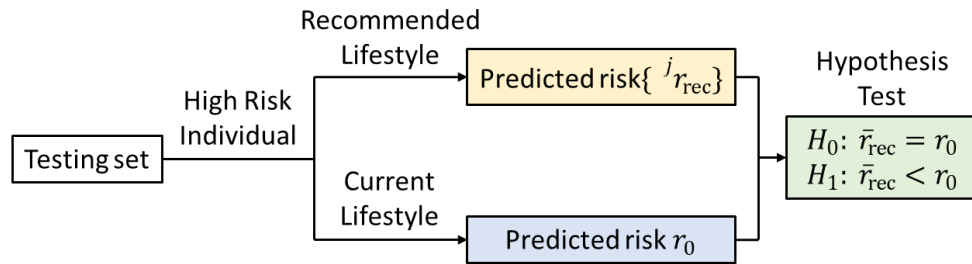 Testing set
High Risk
Individual
Recommended
Lifestyle
Predicted risk{ ʲr_rec}
Current
Lifestyle
Predicted risk r₀
Hypothesis
Test
H₀: r̄_rec = r₀
H₁: r̄_rec < r₀